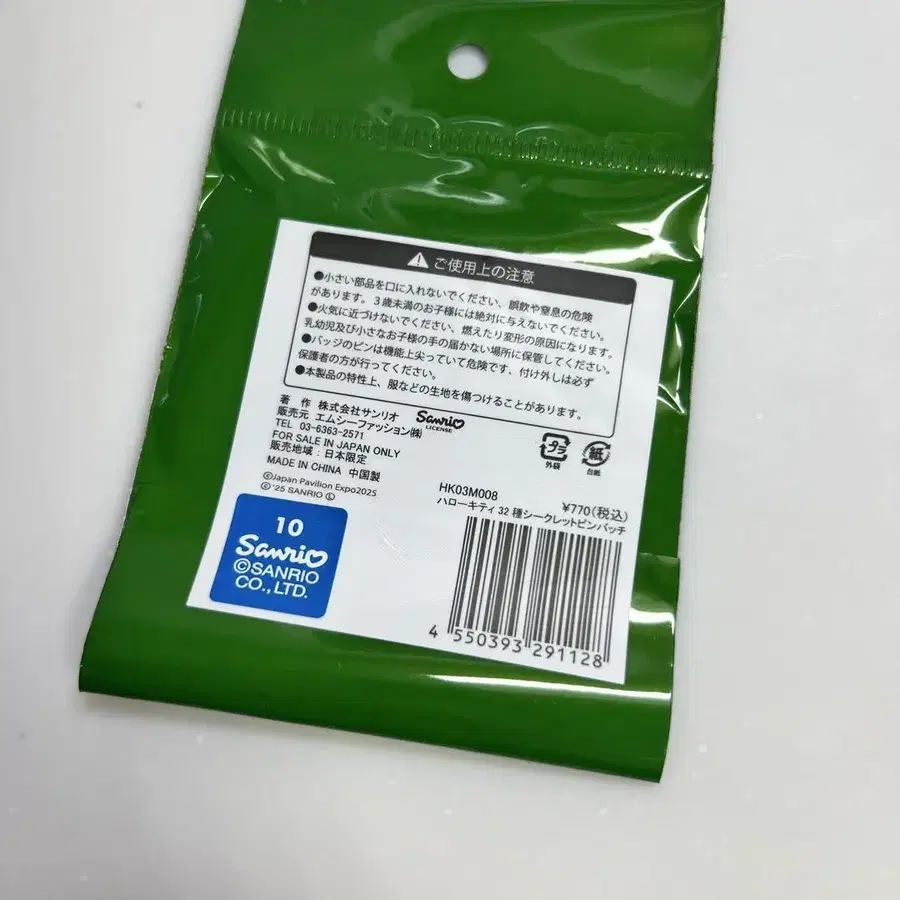 ご使用上の注意
●小さい部品を口に入れないでください、誤飲や窒息の危険
があります。3歳未満のお子様には絶対に与えないでください。
●火気に近づけないでください、燃えたり変形の原因になります。
乳幼児及び小さなお子様の手の届かない場所に保管してください。
●バッジのピンは機能上尖っていて危険です、付け外しは必ず
保護者の方が行ってください。
●本製品の特性上、服などの生地を傷つけることがあります。
著 作 株式会社サンリオ
販売元 エムシーファッション㈱
TEL 03-6363-2571
FOR SALE IN JAPAN ONLY
販売地域:日本限定
MADE IN CHINA 中国製
©Japan Pavilion Expo2025
©'25 SANRIO Ⓛ
Sanrio
LICENSE
プラ
外袋
紙
台紙
HK03M008
¥770(税込)
ハローキティ 32 種シークレットピンバッチ
4 550393 291128
10
Sanrio
©SANRIO
CO.,LTD.